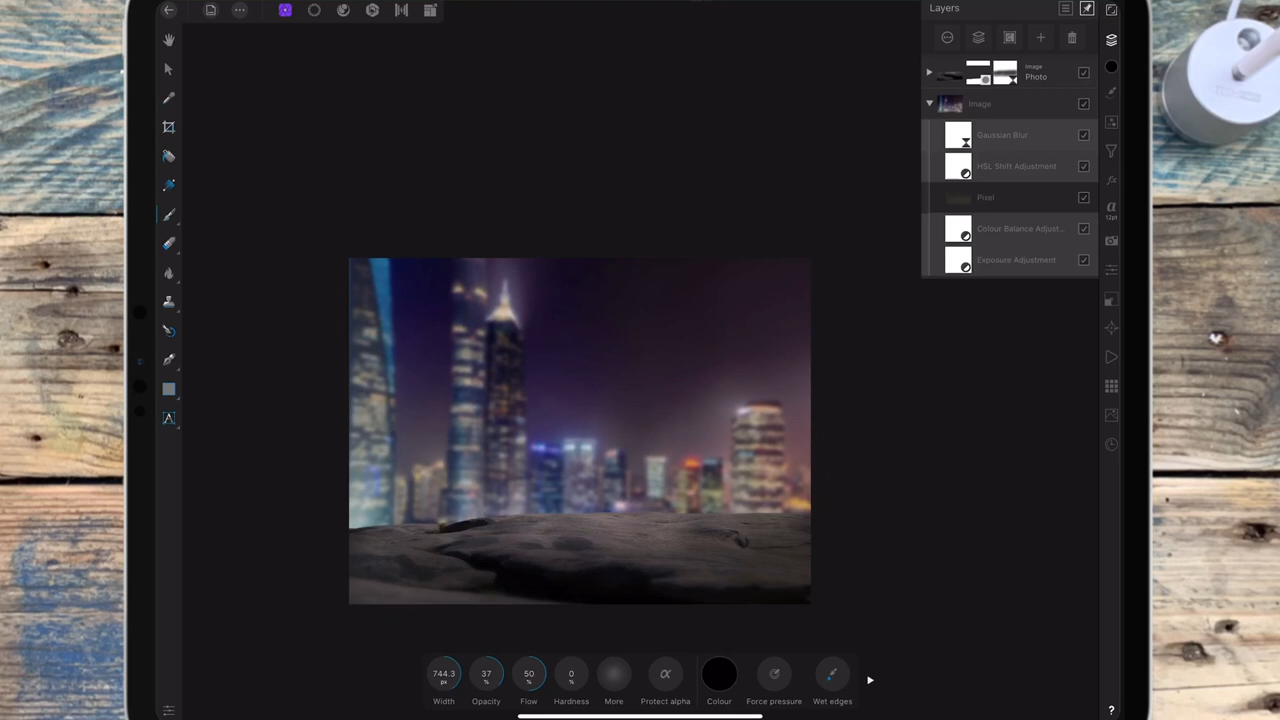 Layers
Image
Photo
Image
Gaussian Blur
HSL Shift Adjustment
Pixel
Colour Balance Adjust...
Exposure Adjustment
a
12pt
A
744.3
px
37
%
50
%
0
%
α
Width
Opacity
Flow
Hardness
More
Protect alpha
Colour
Force pressure
Wet edges
?